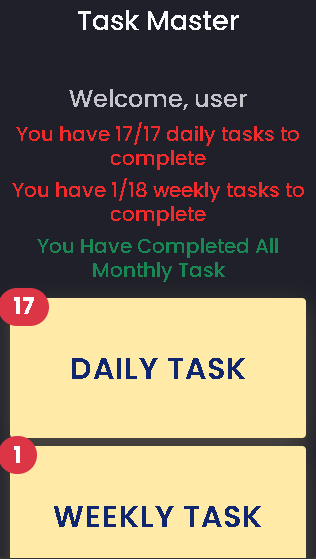 Task Master
Welcome, user
You have 17/17 daily tasks to
complete
You have 1/18 weekly tasks to
complete
You Have Completed All
Monthly Task
17
DAILY TASK
1
WEEKLY TASK